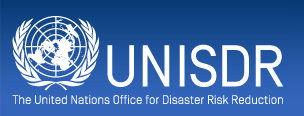 UNISDR
The United Nations Office for Disaster Risk Reduction